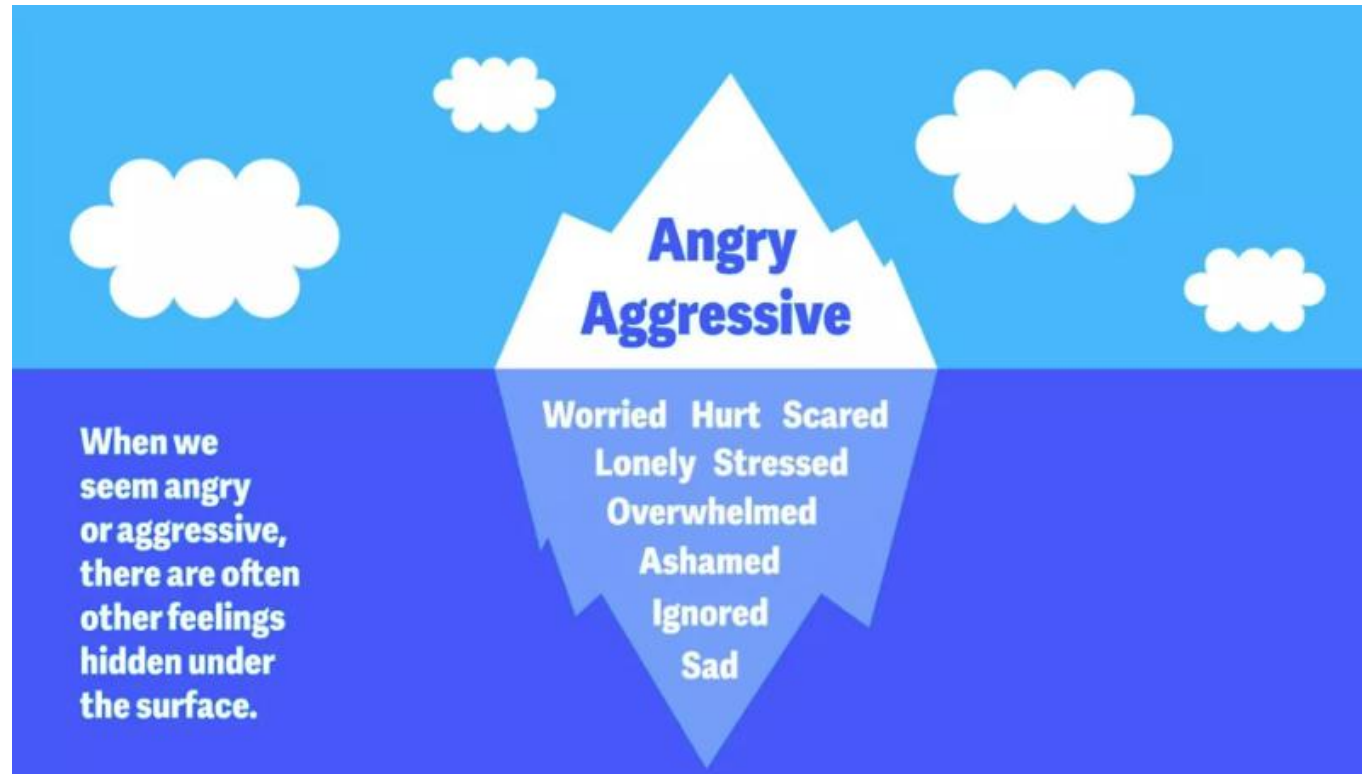 Angry
Aggressive
Worried Hurt Scared
Lonely Stressed
Overwhelmed
Ashamed
Ignored
Sad
When we
seem angry
or aggressive,
there are often
other feelings
hidden under
the surface.